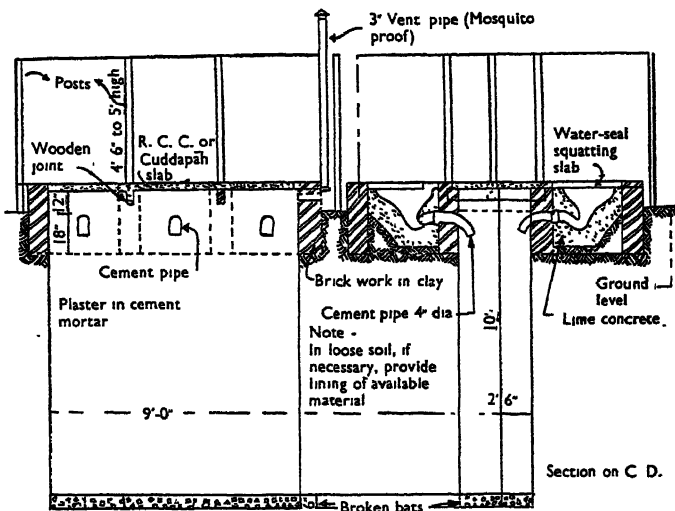 3" Vent pipe (Mosquito
proof)
Posts
4' 6" to 5' high
Wooden
joint
R. C. C. or
Cuddapah
slab
Water-seal
squatting
slab
12"
18"
Cement pipe
Brick work in clay
Plaster in cement
mortar
Cement pipe 4" dia
Note -
In loose soil, if
necessary, provide
lining of available
material
10'
Ground
level
Lime concrete
9'-0"
2' 6"
Section on C D.
Broken bats